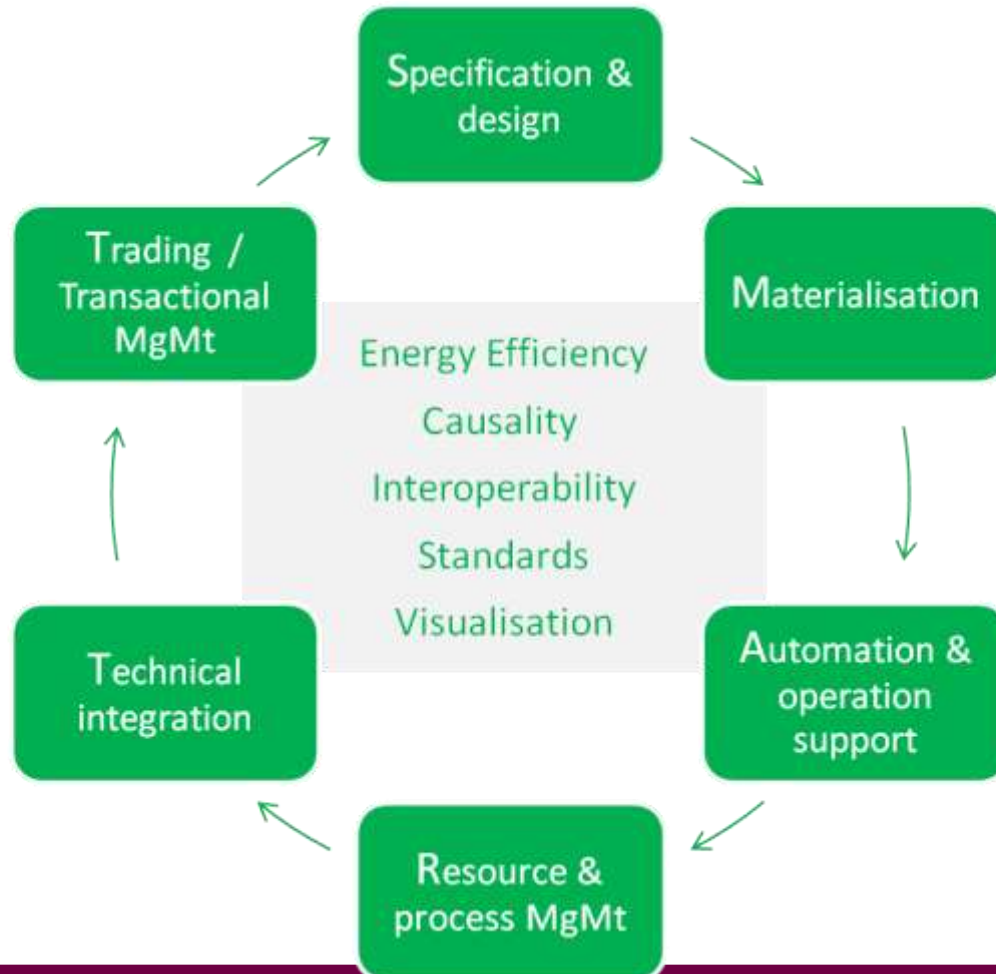 Specification &
design
Materialisation
Automation &
operation
support
Resource &
process MgMt
Technical
integration
Trading /
Transactional
MgMt
Energy Efficiency
Causality
Interoperability
Standards
Visualisation